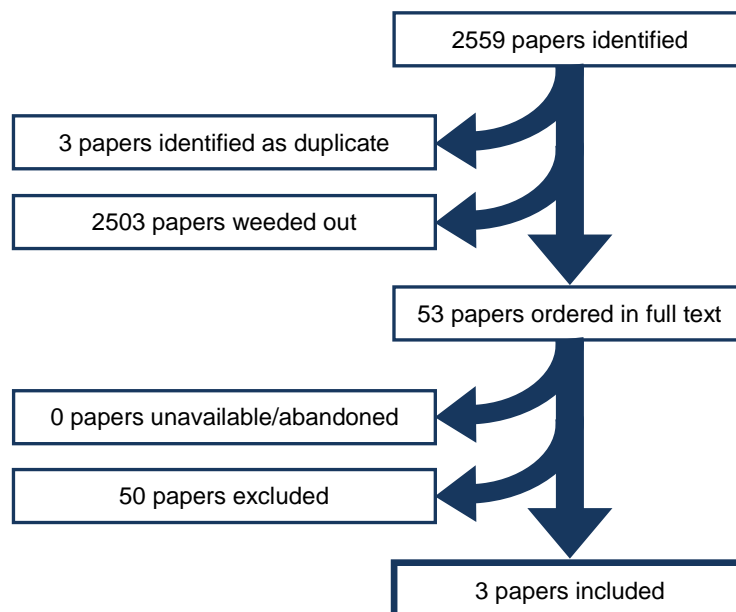 2559 papers identified
3 papers identified as duplicate
2503 papers weeded out
53 papers ordered in full text
0 papers unavailable/abandoned
50 papers excluded
3 papers included